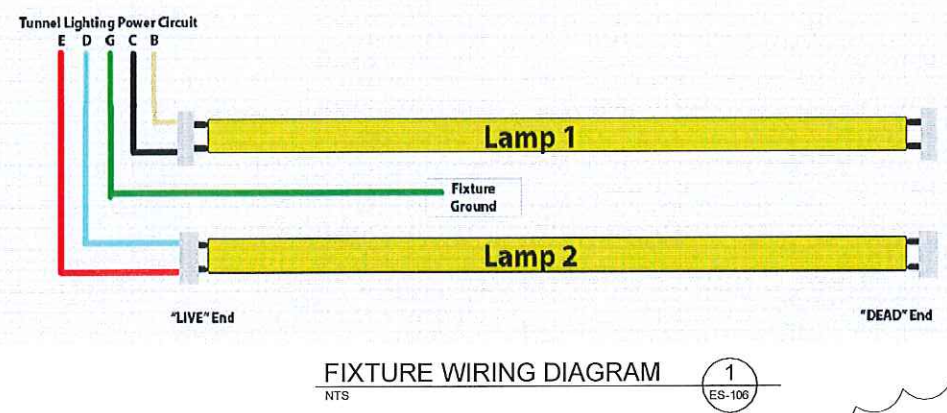 Tunnel Lighting Power Circuit
E D G C B
Lamp 1
Fixture
Ground
Lamp 2
"LIVE" End
"DEAD" End
FIXTURE WIRING DIAGRAM
NTS
1
ES-106